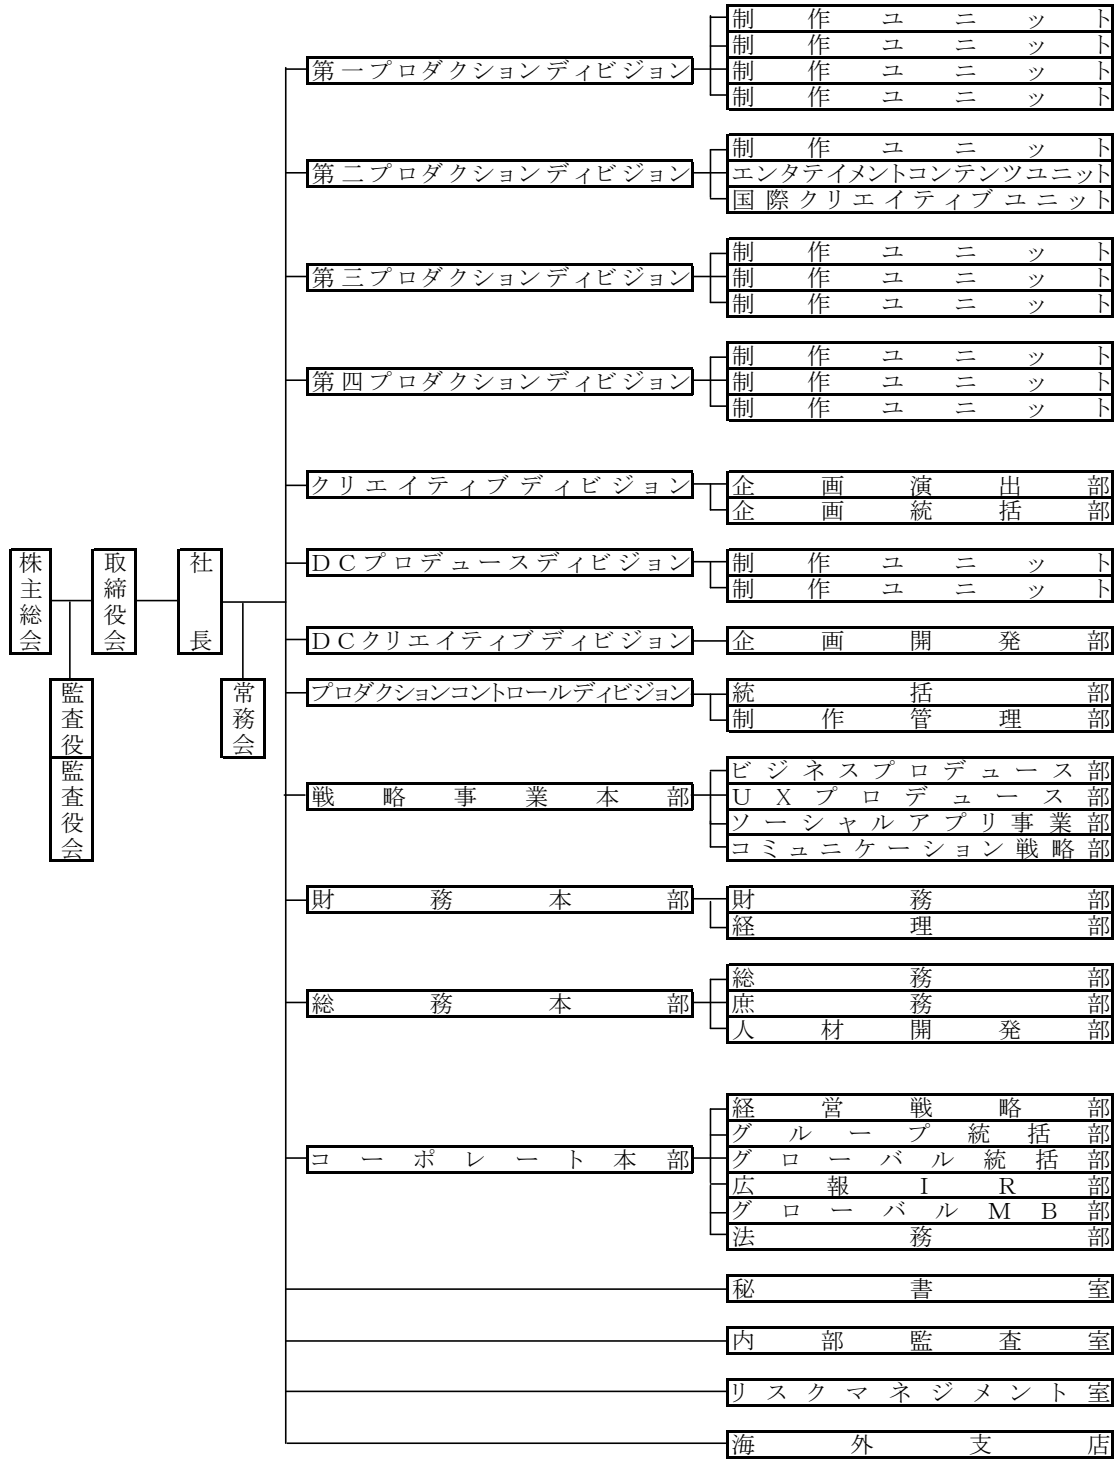 株主総会
監査役
監査役会
取締役会
社長
常務会
第一プロダクションディビジョン
制作ユニット
制作ユニット
制作ユニット
制作ユニット
第二プロダクションディビジョン
制作ユニット
エンタテイメントコンテンツユニット
国際クリエイティブユニット
第三プロダクションディビジョン
制作ユニット
制作ユニット
制作ユニット
第四プロダクションディビジョン
制作ユニット
制作ユニット
制作ユニット
クリエイティブディビジョン
企画演出部
企画統括部
DCプロデュースディビジョン
制作ユニット
制作ユニット
DCクリエイティブディビジョン
企画開発部
プロダクションコントロールディビジョン
統括部
制作管理部
戦略事業本部
ビジネスプロデュース部
UXプロデュース部
ソーシャルアプリ事業部
コミュニケーション戦略部
財務本部
財務部
経理部
総務本部
総務部
庶務部
人材開発部
コーポレート本部
経営戦略部
グループ統括部
グローバル統括部
広報IR部
グローバルMB部
法務部
秘書室
内部監査室
リスクマネジメント室
海外支店